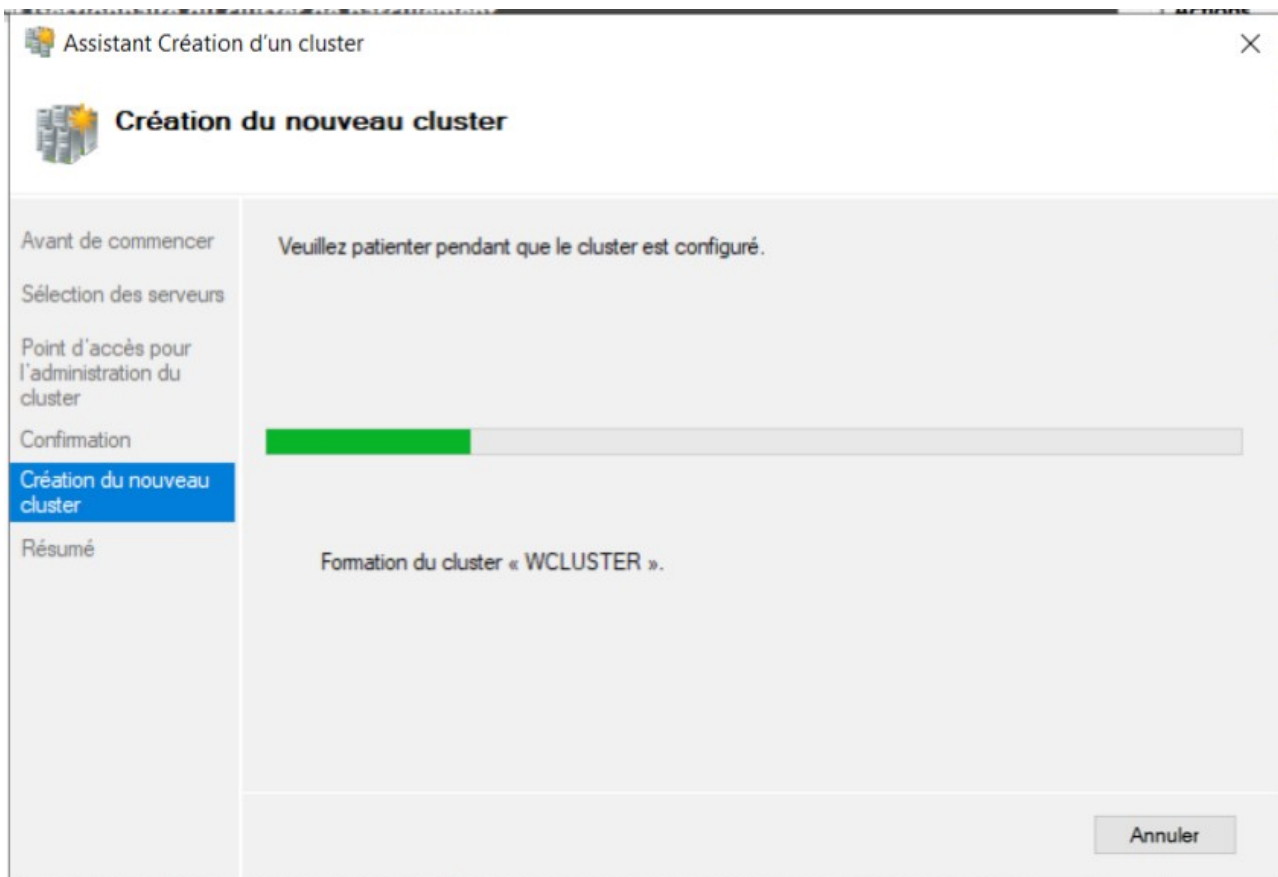 Actions
Assistant Création d'un cluster
Création du nouveau cluster
Avant de commencer
Sélection des serveurs
Point d'accès pour
l'administration du
cluster
Confirmation
Création du nouveau
cluster
Résumé
Veuillez patienter pendant que le cluster est configuré.
Formation du cluster « WCLUSTER ».
Annuler